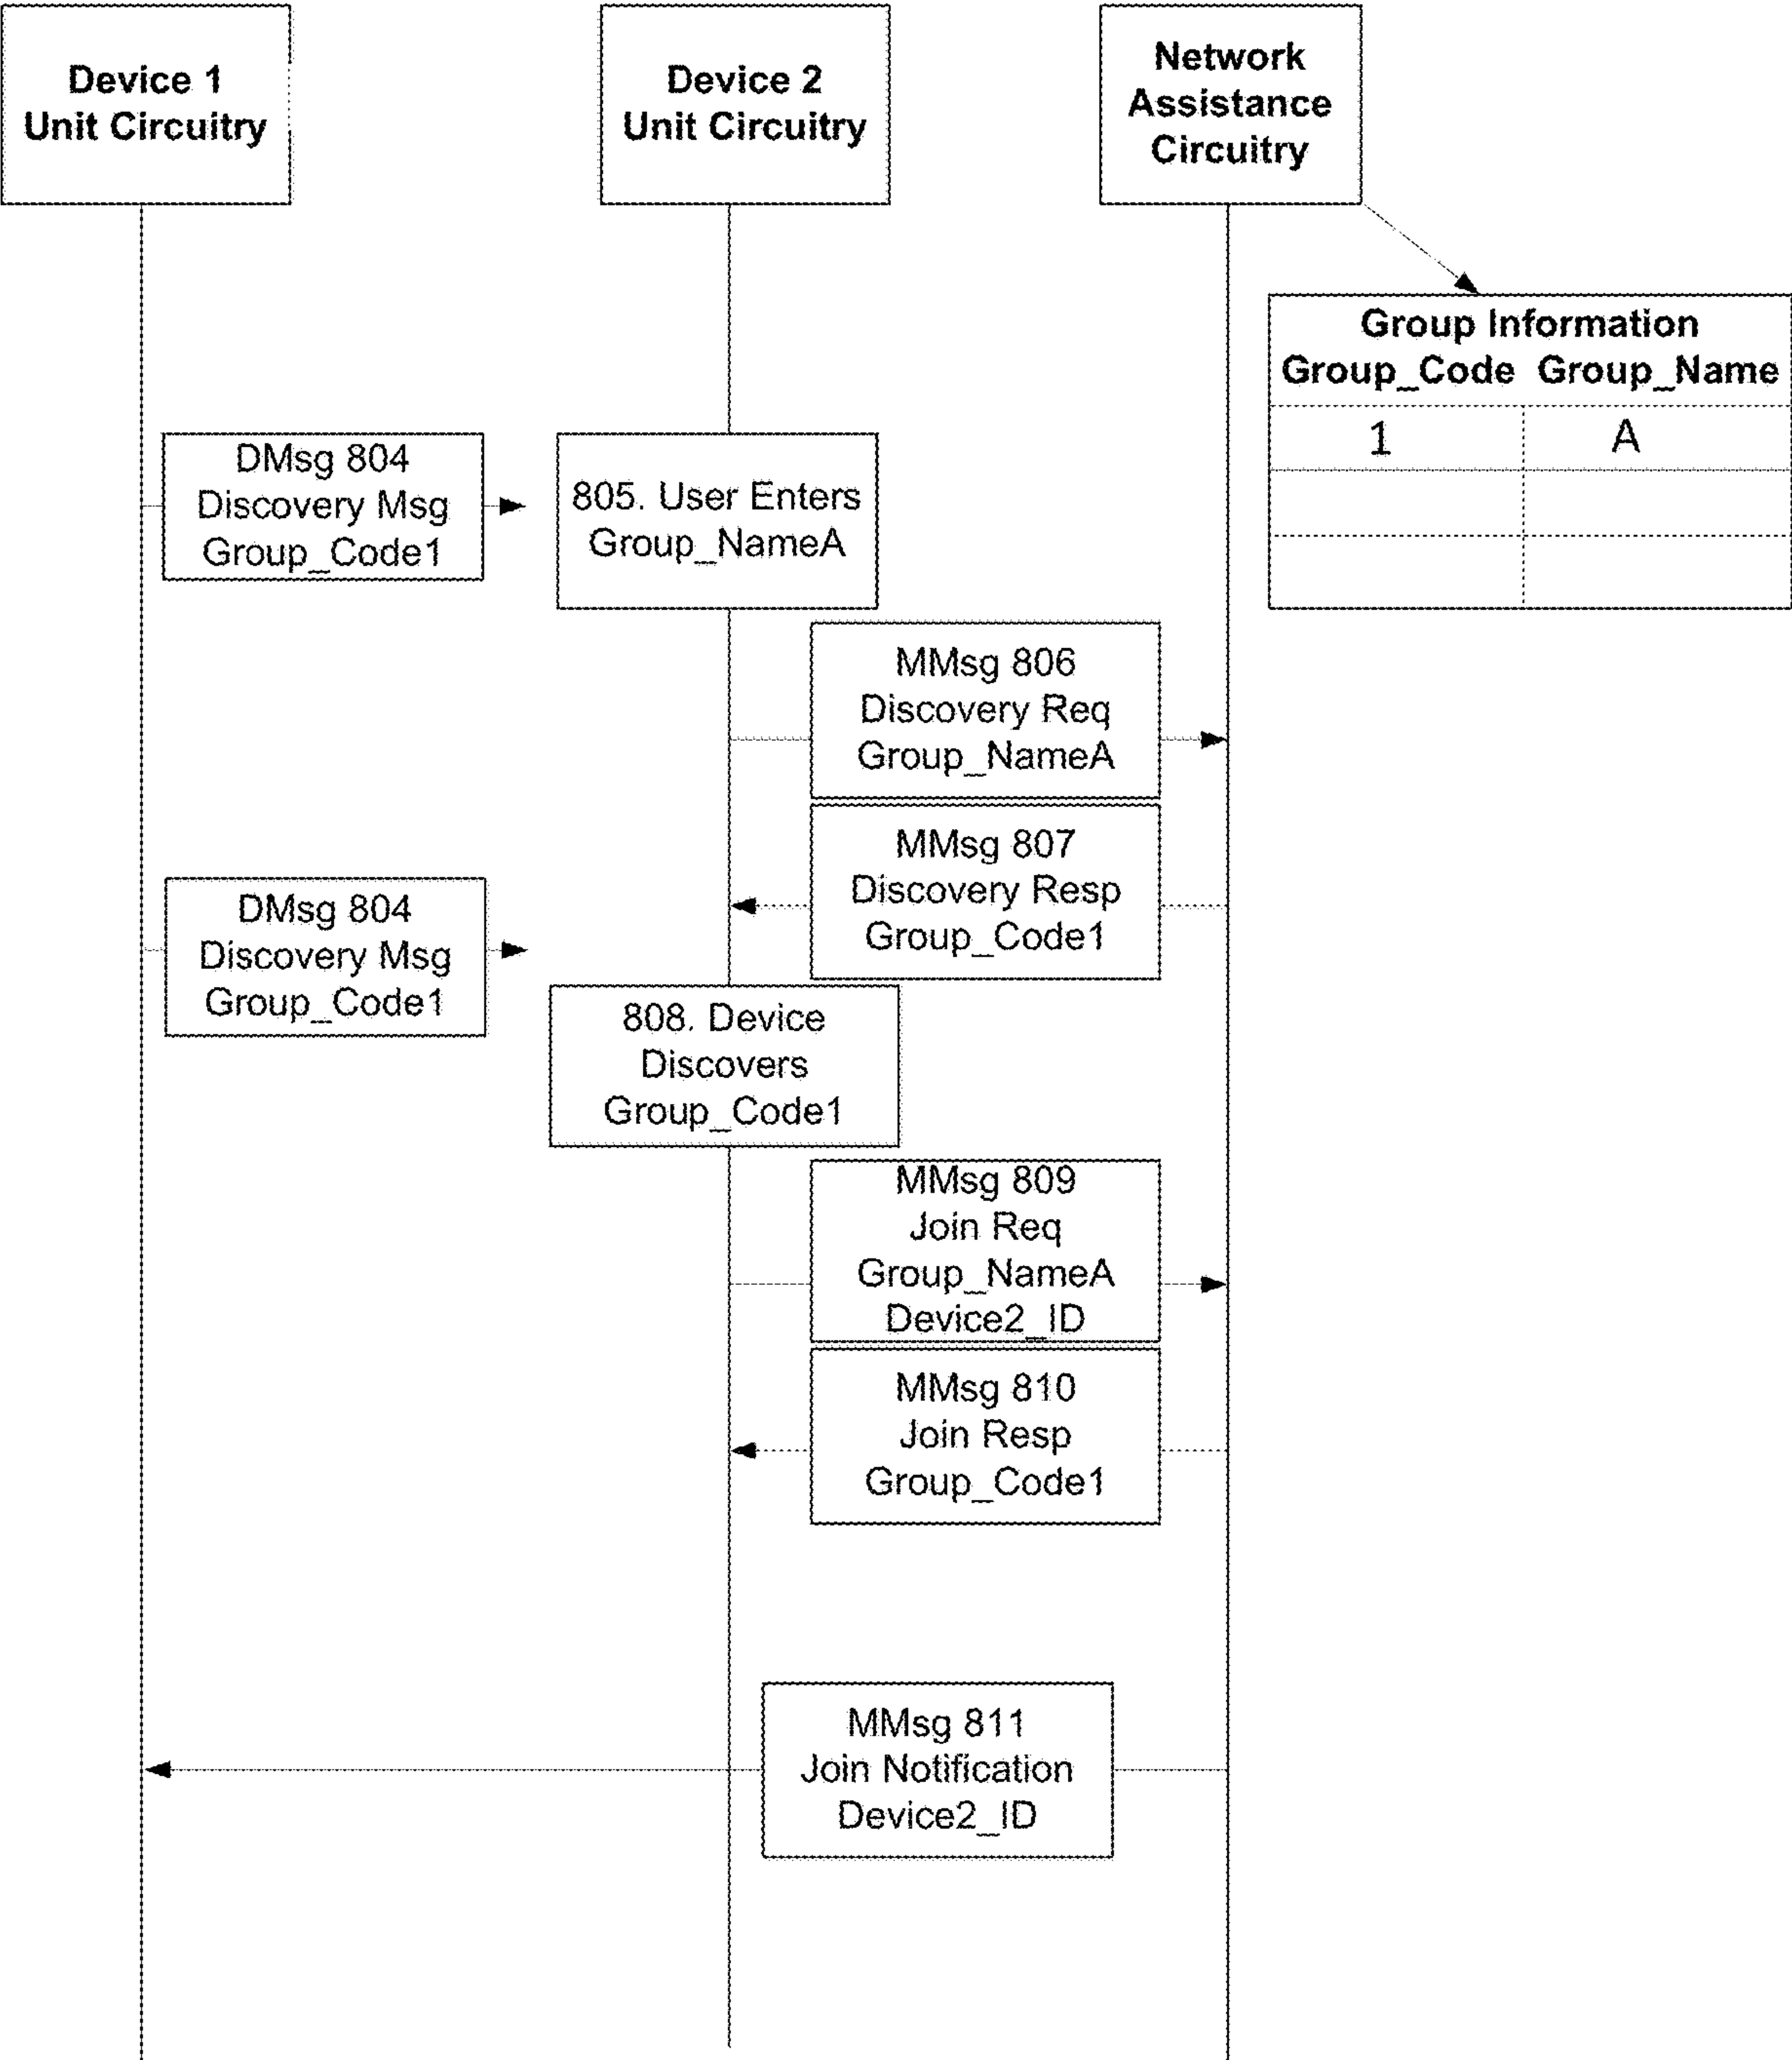 Device 1
Unit Circuitry
Device 2
Unit Circuitry
Network
Assistance
Circuitry
Group Information
Group_Code Group_Name
1 A
DMsg 804
Discovery Msg
Group_Code1
805. User Enters
Group_NameA
MMsg 806
Discovery Req
Group_NameA
MMsg 807
Discovery Resp
Group_Code1
DMsg 804
Discovery Msg
Group_Code1
808. Device
Discovers
Group_Code1
MMsg 809
Join Req
Group_NameA
Device2_ID
MMsg 810
Join Resp
Group_Code1
MMsg 811
Join Notification
Device2_ID